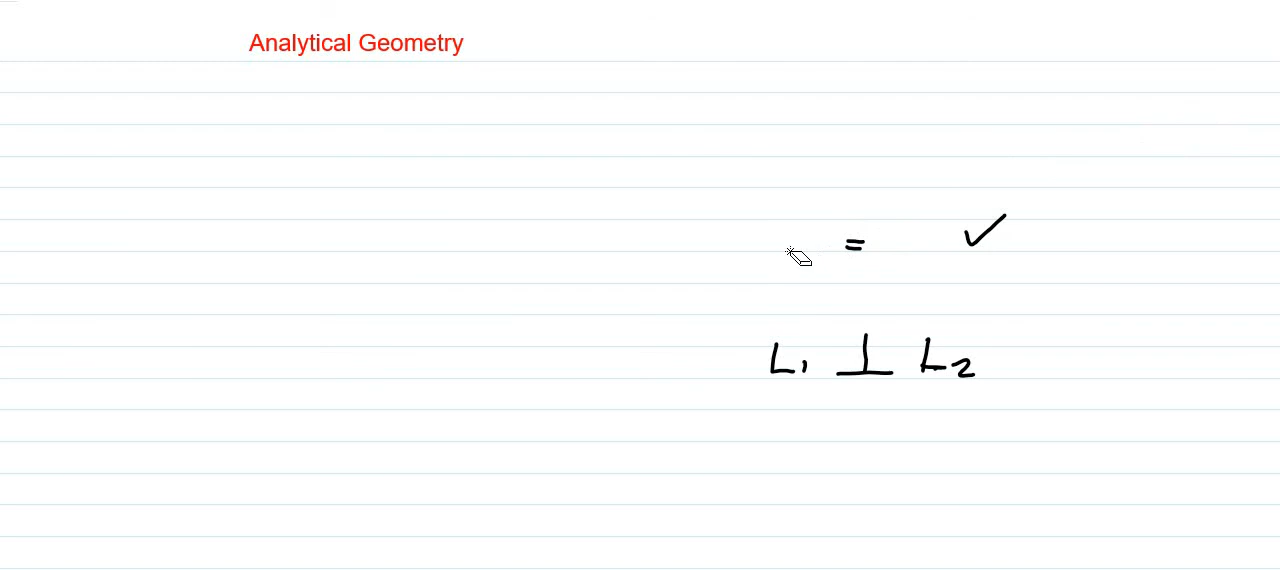 Analytical Geometry
= ✓
L₁ ⊥ L₂